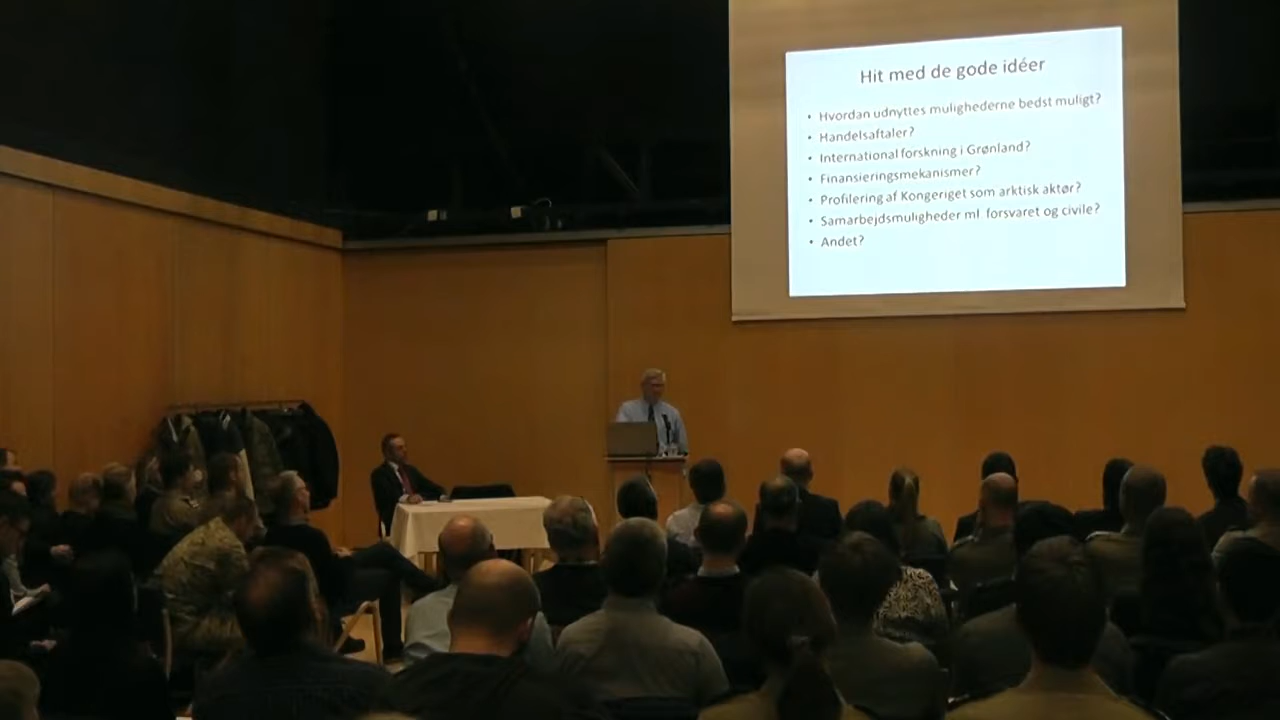 Hit med de gode idéer
• Hvordan udnyttes mulighederne bedst muligt?
• Handelsaftaler?
• International forskning i Grønland?
• Finansieringsmekanismer?
• Profilering af Kongeriget som arktisk aktør?
• Samarbejdsmuligheder ml forsvaret og civile?
• Andet?